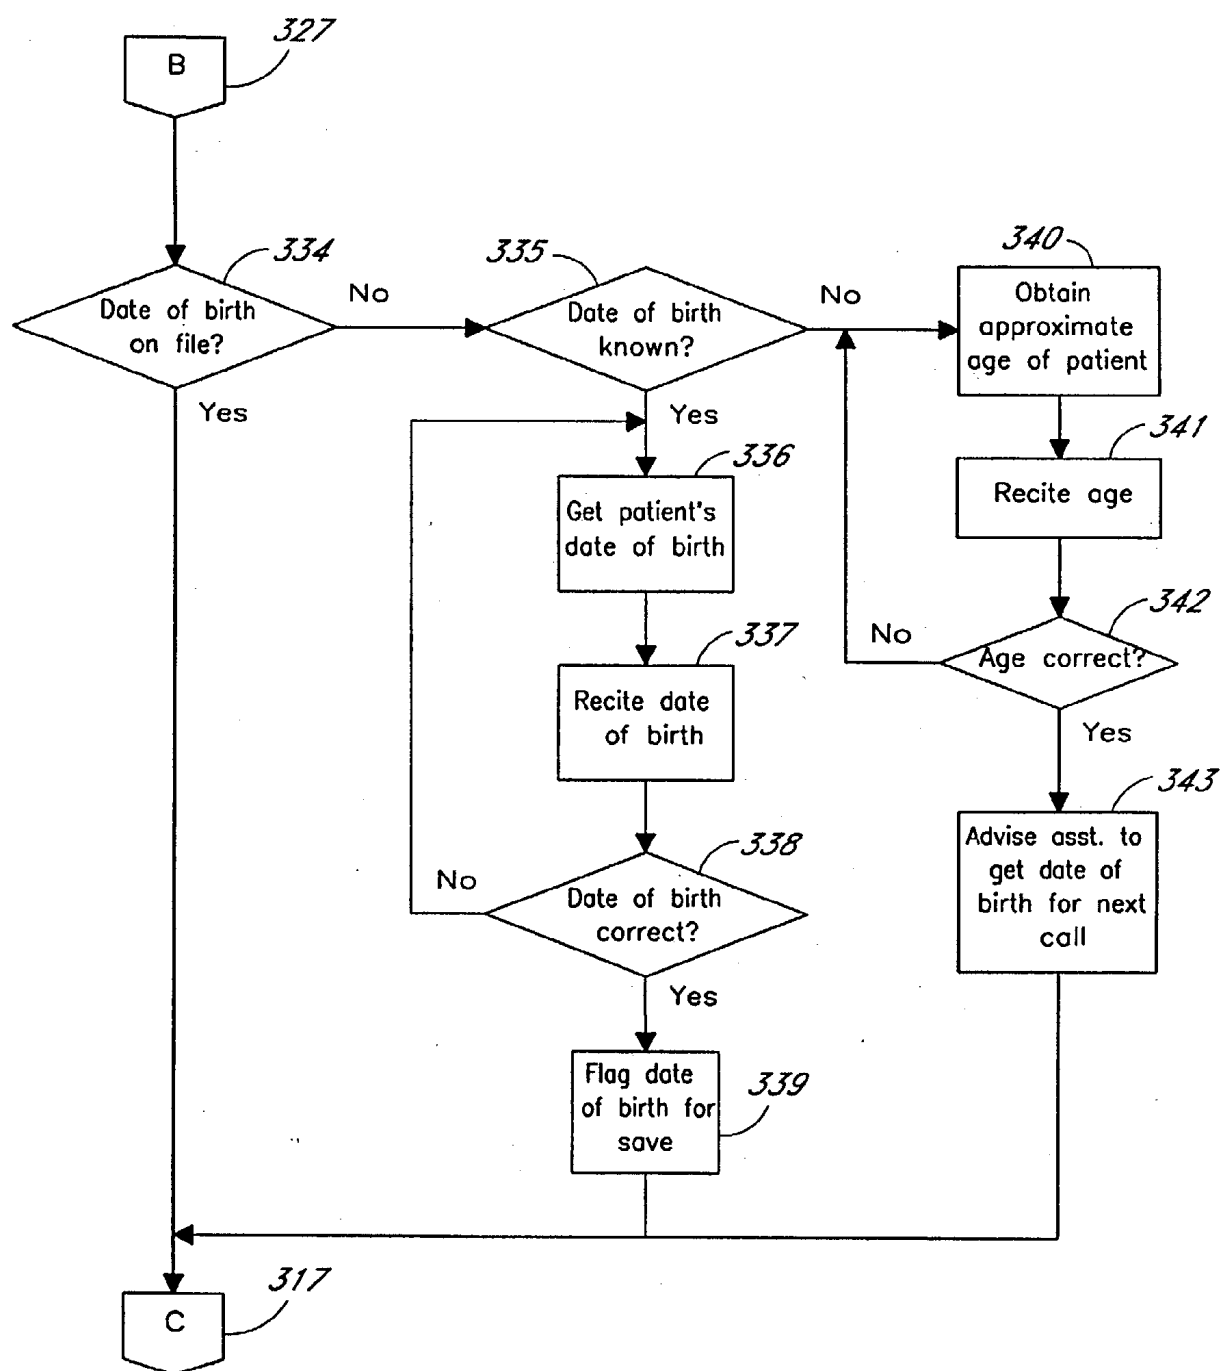 327
B
334
Date of birth
on file?
No
Yes
335
Date of birth
known?
No
Yes
340
Obtain
approximate
age of patient
336
Get patient's
date of birth
341
Recite age
337
Recite date
of birth
342
Age correct?
No
Yes
338
Date of birth
correct?
No
Yes
343
Advise asst. to
get date of
birth for next
call
339
Flag date
of birth for
save
317
C